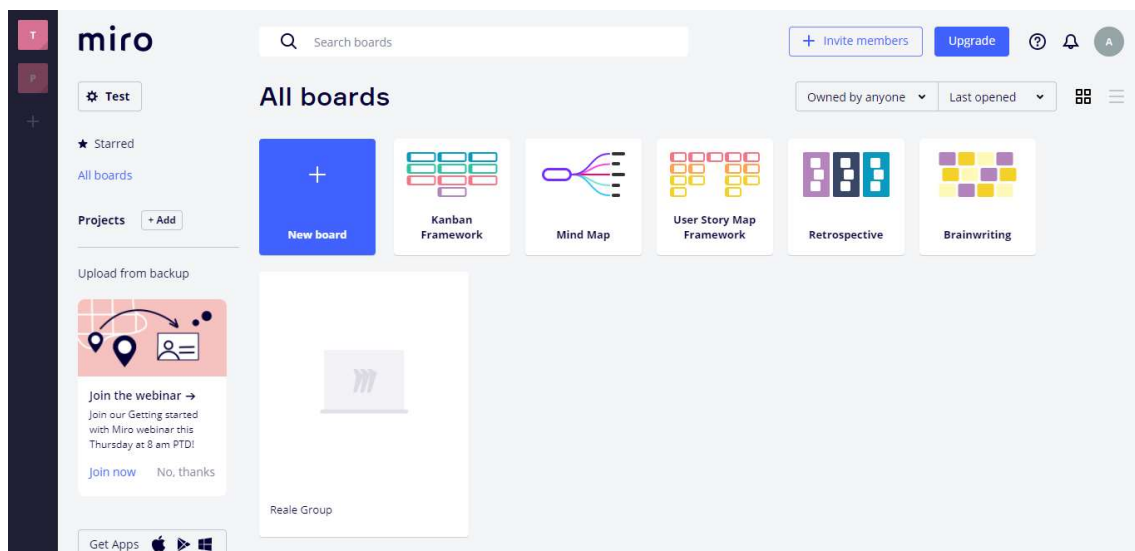 T
miro
Search boards
+ Invite members
Upgrade
A
P
Test
All boards
Owned by anyone
Last opened
+
Starred
All boards
Projects
+ Add
+
New board
Kanban
Framework
Mind Map
User Story Map
Framework
Retrospective
Brainwriting
Upload from backup
Join the webinar →
Join our Getting started
with Miro webinar this
Thursday at 8 am PTD!
Join now
No, thanks
Reale Group
Get Apps